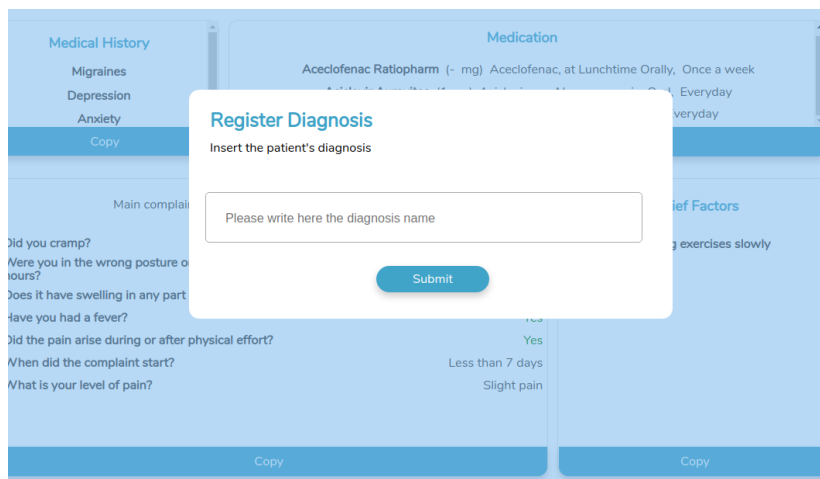 Medical History
Migraines
Depression
Anxiety
Copy
Medication
Aceclofenac Ratiopharm (- mg) Aceclofenac, at Lunchtime Orally, Once a week
Everyday
Register Diagnosis
Insert the patient's diagnosis
Please write here the diagnosis name
Submit
Main complai
Did you cramp?
Were you in the wrong posture o
hours?
Does it have swelling in any part
Have you had a fever?
Yes
Did the pain arise during or after physical effort?
Yes
When did the complaint start?
Less than 7 days
What is your level of pain?
Slight pain
Copy
ief Factors
g exercises slowly
Copy